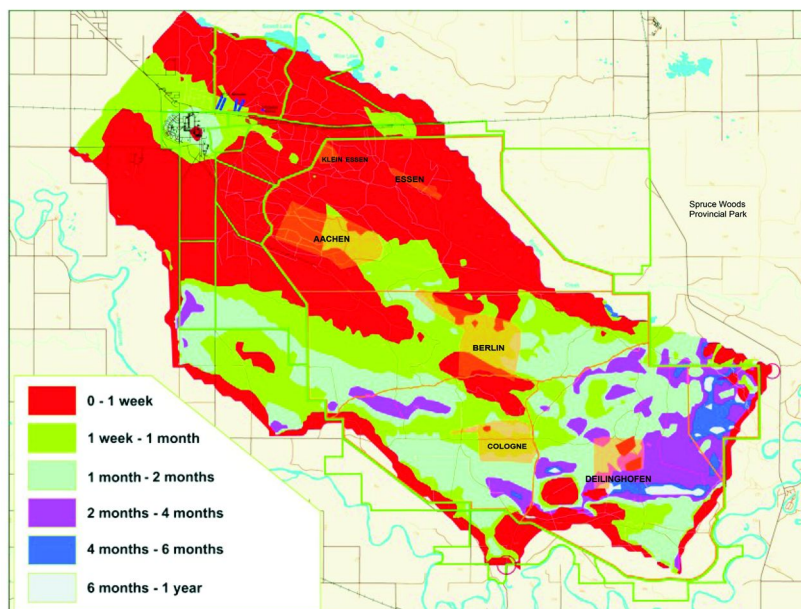 KLEIN ESSEN
ESSEN
Spruce Woods
Provincial Park
AACHEN
BERLIN
COLOGNE
DEILINGHOFEN
0 - 1 week
1 week - 1 month
1 month - 2 months
2 months - 4 months
4 months - 6 months
6 months - 1 year